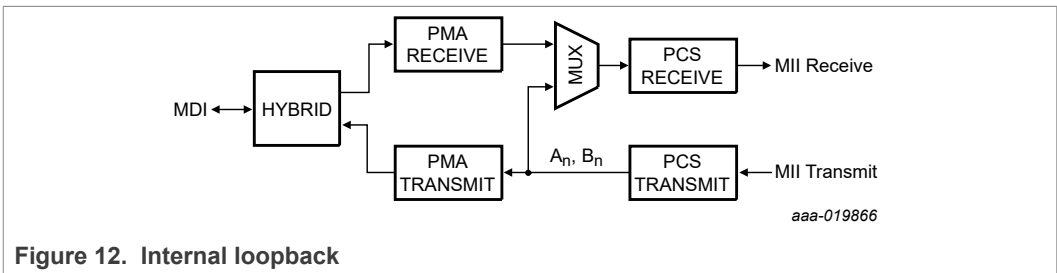 PMA
RECEIVE
MUX
PCS
RECEIVE
MII Receive
MDI
HYBRID
PMA
TRANSMIT
Aₙ, Bₙ
PCS
TRANSMIT
MII Transmit
aaa-019866
Figure 12. Internal loopback